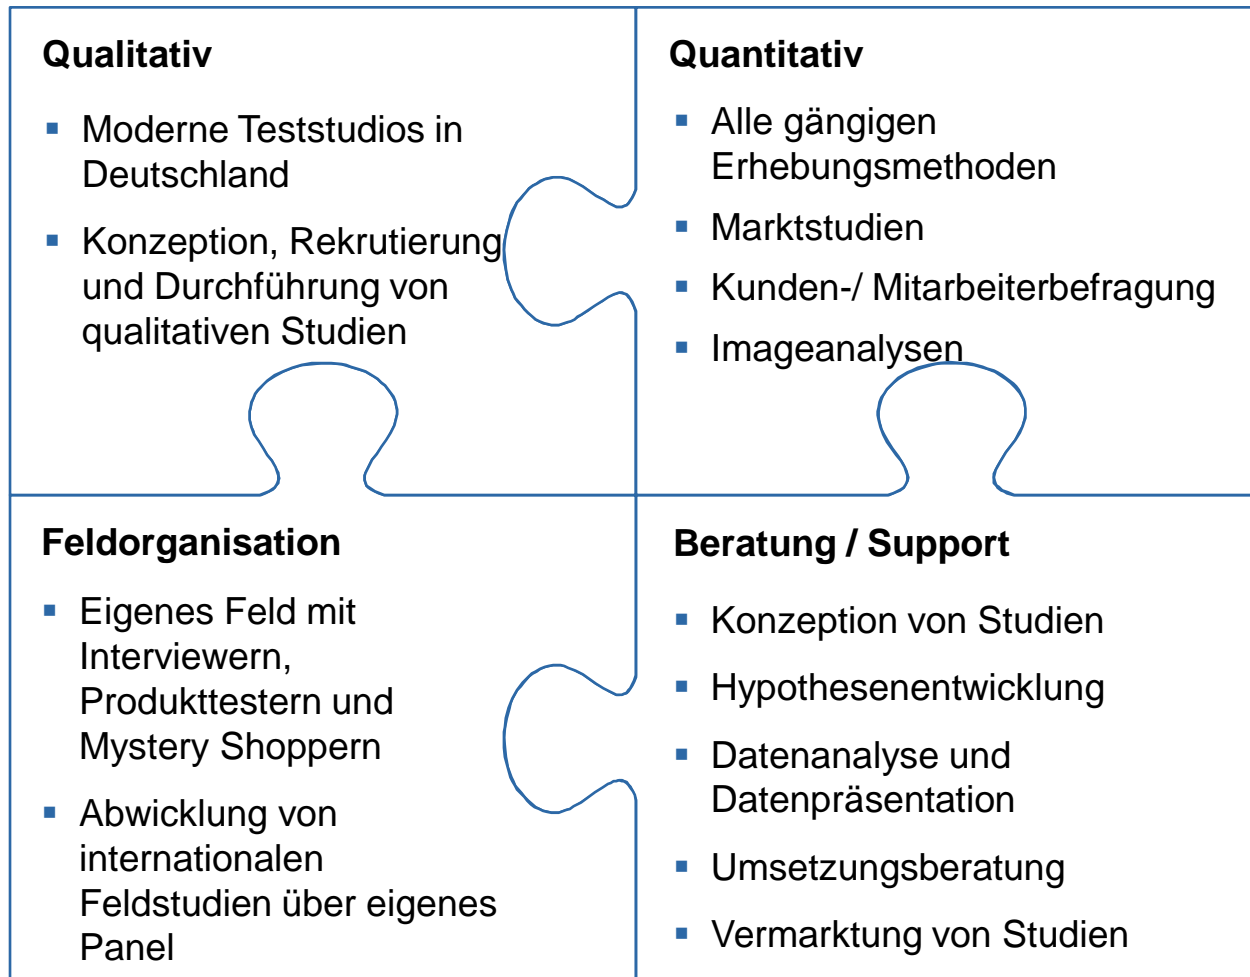 Qualitativ
▪ Moderne Teststudios in
Deutschland
▪ Konzeption, Rekrutierung
und Durchführung von
qualitativen Studien
Quantitativ
▪ Alle gängigen
Erhebungsmethoden
▪ Marktstudien
▪ Kunden-/ Mitarbeiterbefragung
▪ Imageanalysen
Feldorganisation
▪ Eigenes Feld mit
Interviewern,
Produkttestern und
Mystery Shoppern
▪ Abwicklung von
internationalen
Feldstudien über eigenes
Panel
Beratung / Support
▪ Konzeption von Studien
▪ Hypothesenentwicklung
▪ Datenanalyse und
Datenpräsentation
▪ Umsetzungsberatung
▪ Vermarktung von Studien